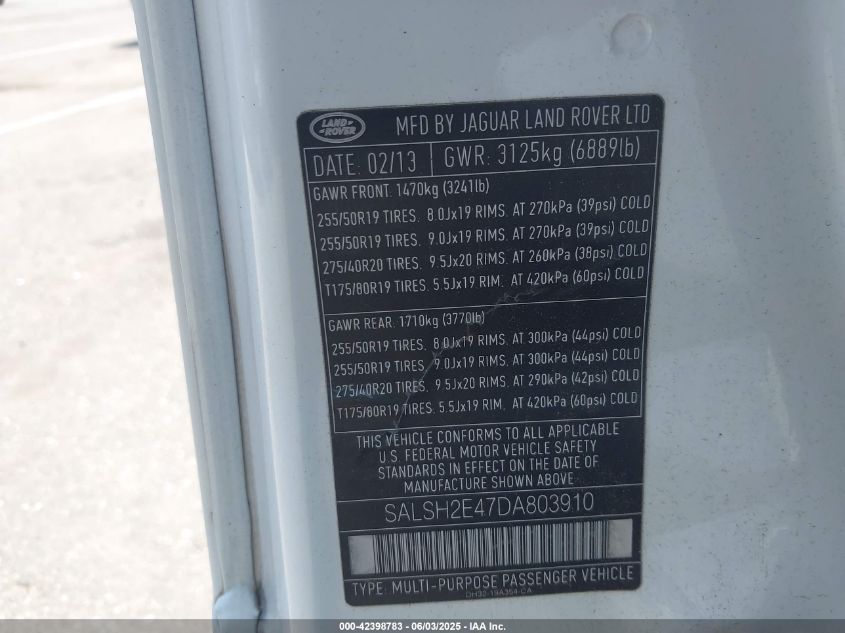 LAND ROVER
MFD BY JAGUAR LAND ROVER LTD
DATE: 02/13 GWR: 3125kg (6889lb)
GAWR FRONT: 1470kg (3241lb)
255/50R19 TIRES. 8.0Jx19 RIMS. AT 270kPa (39psi) COLD
255/50R19 TIRES. 9.0Jx19 RIMS. AT 270kPa (39psi) COLD
275/40R20 TIRES. 9.5Jx20 RIMS. AT 260kPa (38psi) COLD
T175/80R19 TIRES. 5.5Jx19 RIM. AT 420kPa (60psi) COLD
GAWR REAR: 1710kg (3770lb)
255/50R19 TIRES. 8.0Jx19 RIMS. AT 300kPa (44psi) COLD
255/50R19 TIRES. 9.0Jx19 RIMS. AT 300kPa (44psi) COLD
275/40R20 TIRES. 9.5Jx20 RIMS. AT 290kPa (42psi) COLD
T175/80R19 TIRES. 5.5Jx19 RIM. AT 420kPa (60psi) COLD
THIS VEHICLE CONFORMS TO ALL APPLICABLE
U.S. FEDERAL MOTOR VEHICLE SAFETY
STANDARDS IN EFFECT ON THE DATE OF
MANUFACTURE SHOWN ABOVE.
SALSH2E47DA803910
TYPE: MULTI-PURPOSE PASSENGER VEHICLE
DH32-19A354-CA
000-42398783 - 06/03/2025 - IAA Inc.